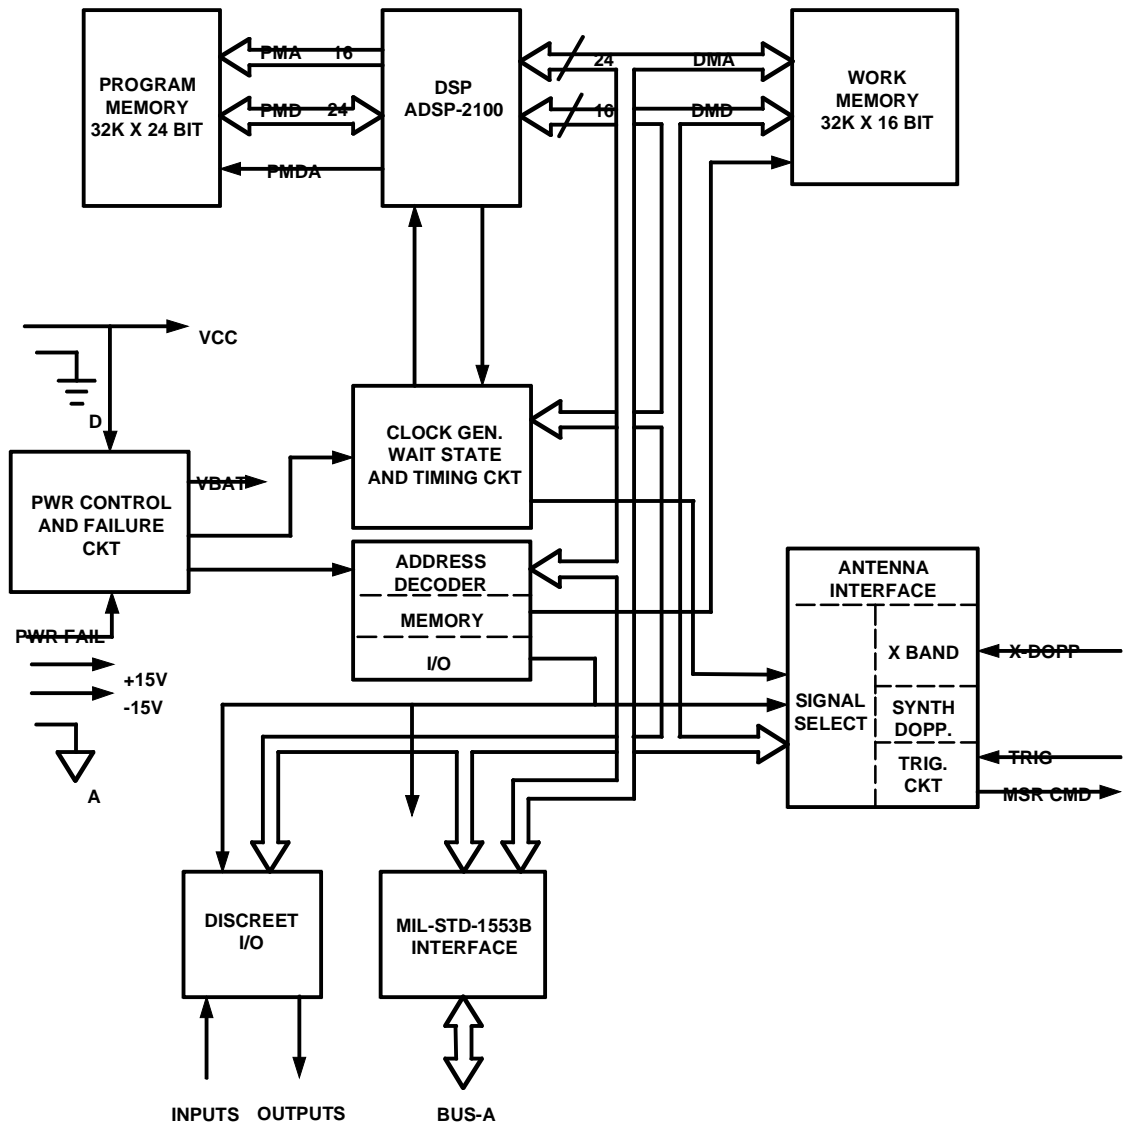 PROGRAM
MEMORY
32K X 24 BIT
PMA 16
PMD 24
PMDA
DSP
ADSP-2100
24 DMA
16 DMD
WORK
MEMORY
32K X 16 BIT
VCC
D
PWR CONTROL
AND FAILURE
CKT
VBAT
PWR FAIL
+15V
-15V
A
CLOCK GEN.
WAIT STATE
AND TIMING CKT
ADDRESS
DECODER
MEMORY
I/O
ANTENNA
INTERFACE
SIGNAL
SELECT
X BAND
SYNTH
DOPP.
TRIG.
CKT
X-DOPP
TRIG
MSR CMD
DISCREET
I/O
MIL-STD-1553B
INTERFACE
INPUTS
OUTPUTS
BUS-A